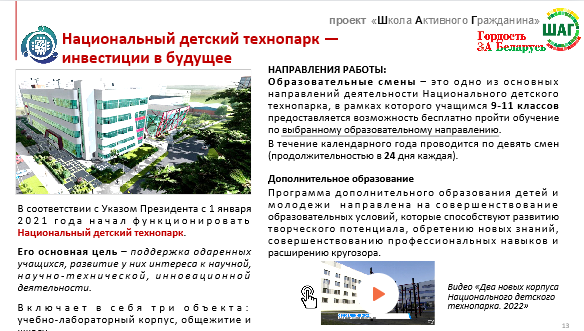 проект «Школа Активного Гражданина»
Гордость
ЗА Беларусь
ШАГ
Национальный детский технопарк —
инвестиции в будущее
В соответствии с Указом Президента с 1 января
2021 года начал функционировать
Национальный детский технопарк.
Его основная цель – поддержка одаренных
учащихся, развитие у них интереса к научной,
научно-технической, инновационной
деятельности.
Включает в себя три объекта:
учебно-лабораторный корпус, общежитие и
НАПРАВЛЕНИЯ РАБОТЫ:
Образовательные смены – это одно из основных
направлений деятельности Национального детского
технопарка, в рамках которого учащимся 9-11 классов
предоставляется возможность бесплатно пройти обучение
по выбранному образовательному направлению.
В течение календарного года проводится по девять смен
(продолжительностью в 24 дня каждая).
Дополнительное образование
Программа дополнительного образования детей и
молодежи направлена на совершенствование
образовательных условий, которые способствуют развитию
творческого потенциала, обретению новых знаний,
совершенствованию профессиональных навыков и
расширению кругозора.
Видео «Два новых корпуса
Национального детского
технопарка. 2022»
13